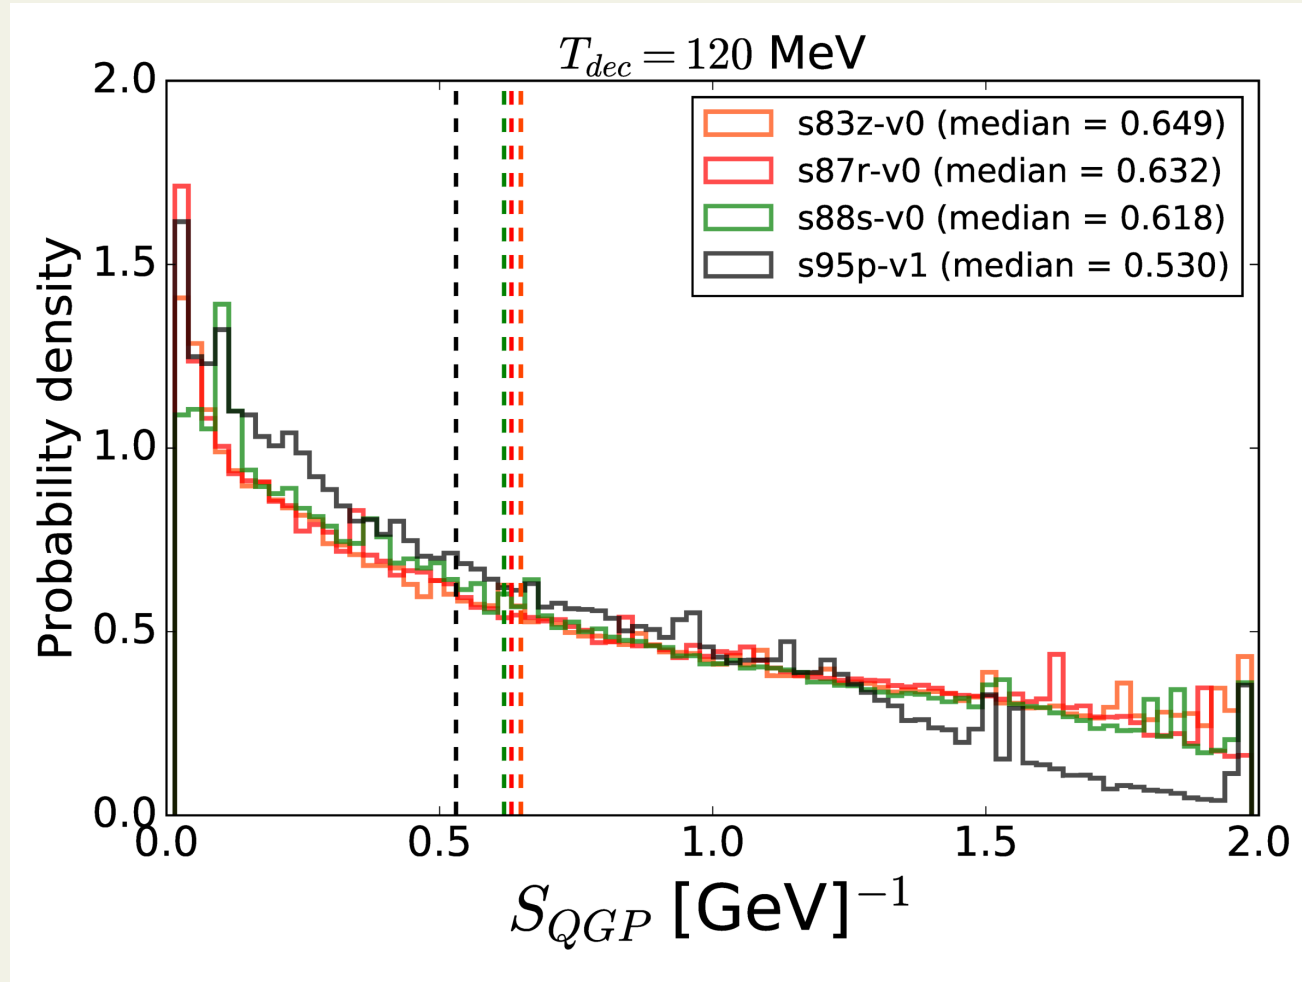 T_dec = 120 MeV
2.0
1.5
1.0
0.5
0.0
Probability density
s83z-v0 (median = 0.649)
s87r-v0 (median = 0.632)
s88s-v0 (median = 0.618)
s95p-v1 (median = 0.530)
0.0 0.5 1.0 1.5 2.0
S_QGP [GeV]^−1